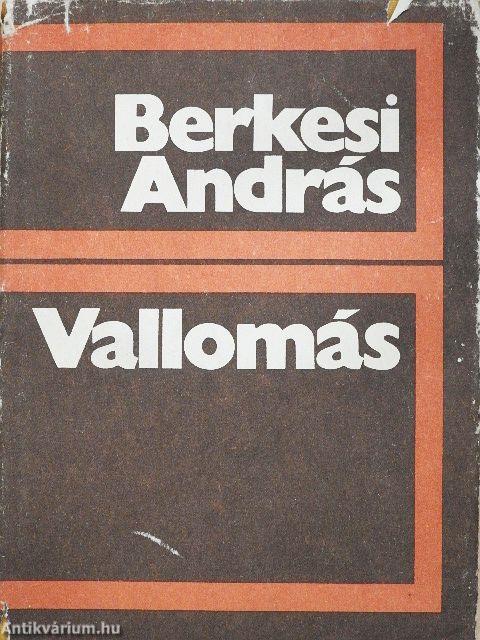 Berkesi
András
Vallomás
Antikvárium.hu